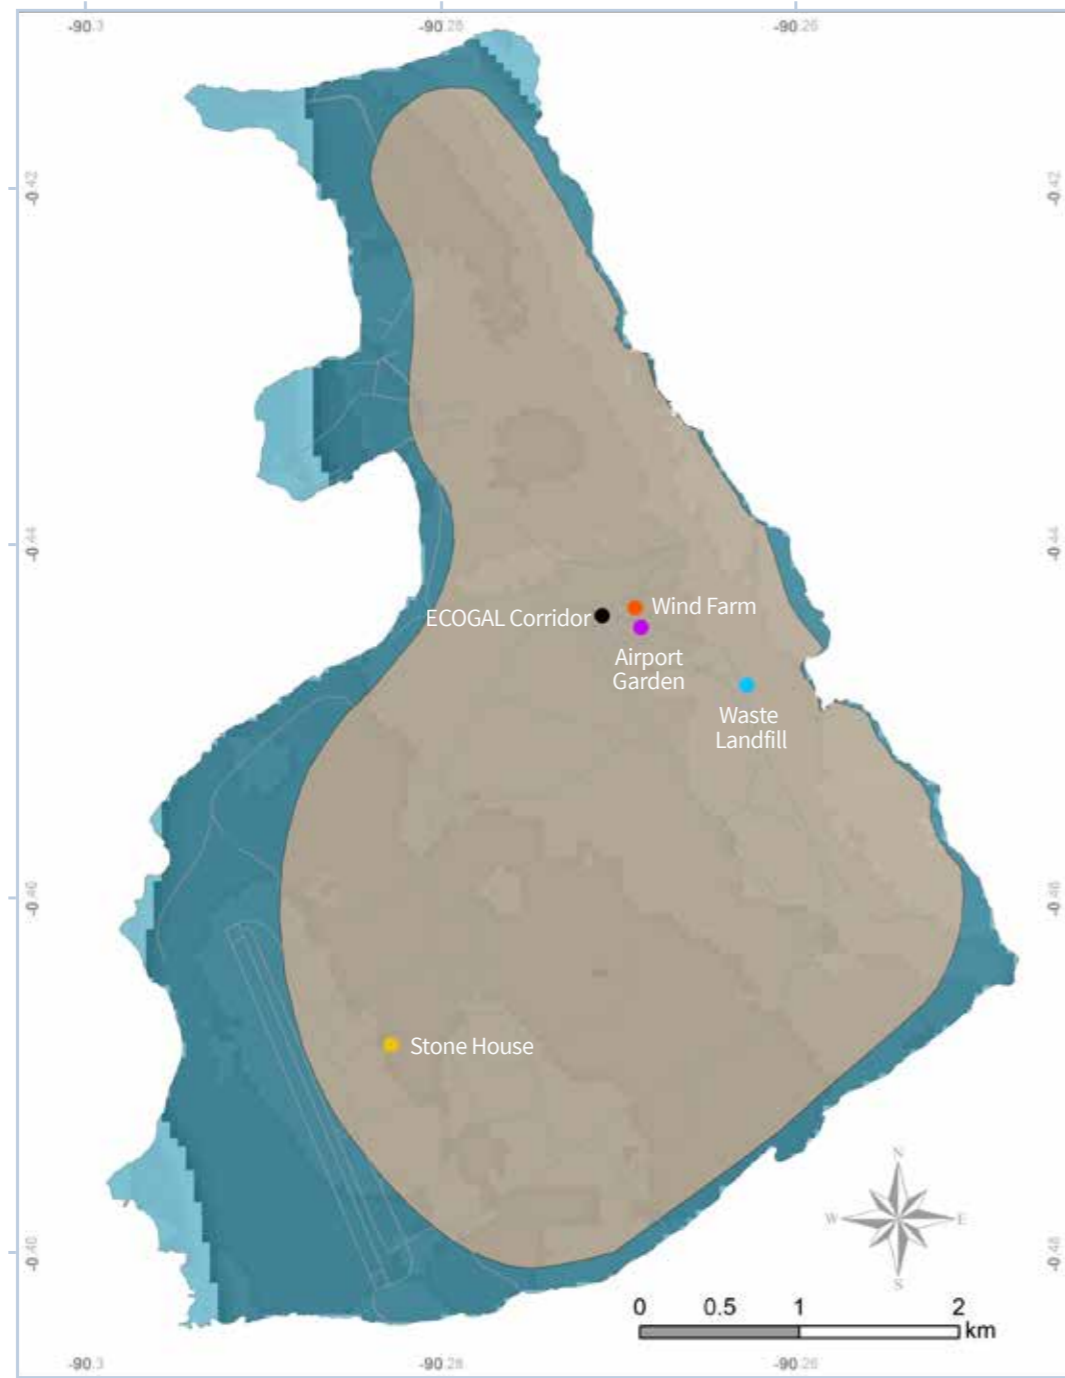 -90.3
-90.28
-90.26
-0.42
-0.42
-0.44
-0.44
ECOGAL Corridor
Wind Farm
Airport
Garden
Waste
Landfill
-0.46
-0.46
Stone House
N
W
E
S
-0.48
-0.48
0 0.5 1 2
km
-90.3
-90.28
-90.26